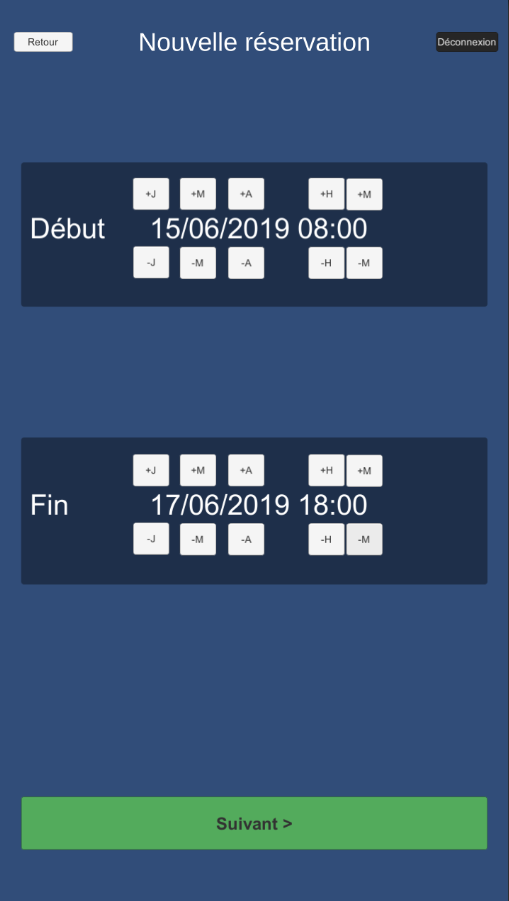 Retour Nouvelle réservation Déconnexion
+J +M +A +H +M
Début 15/06/2019 08:00
-J -M -A -H -M
+J +M +A +H +M
Fin 17/06/2019 18:00
-J -M -A -H -M
Suivant >